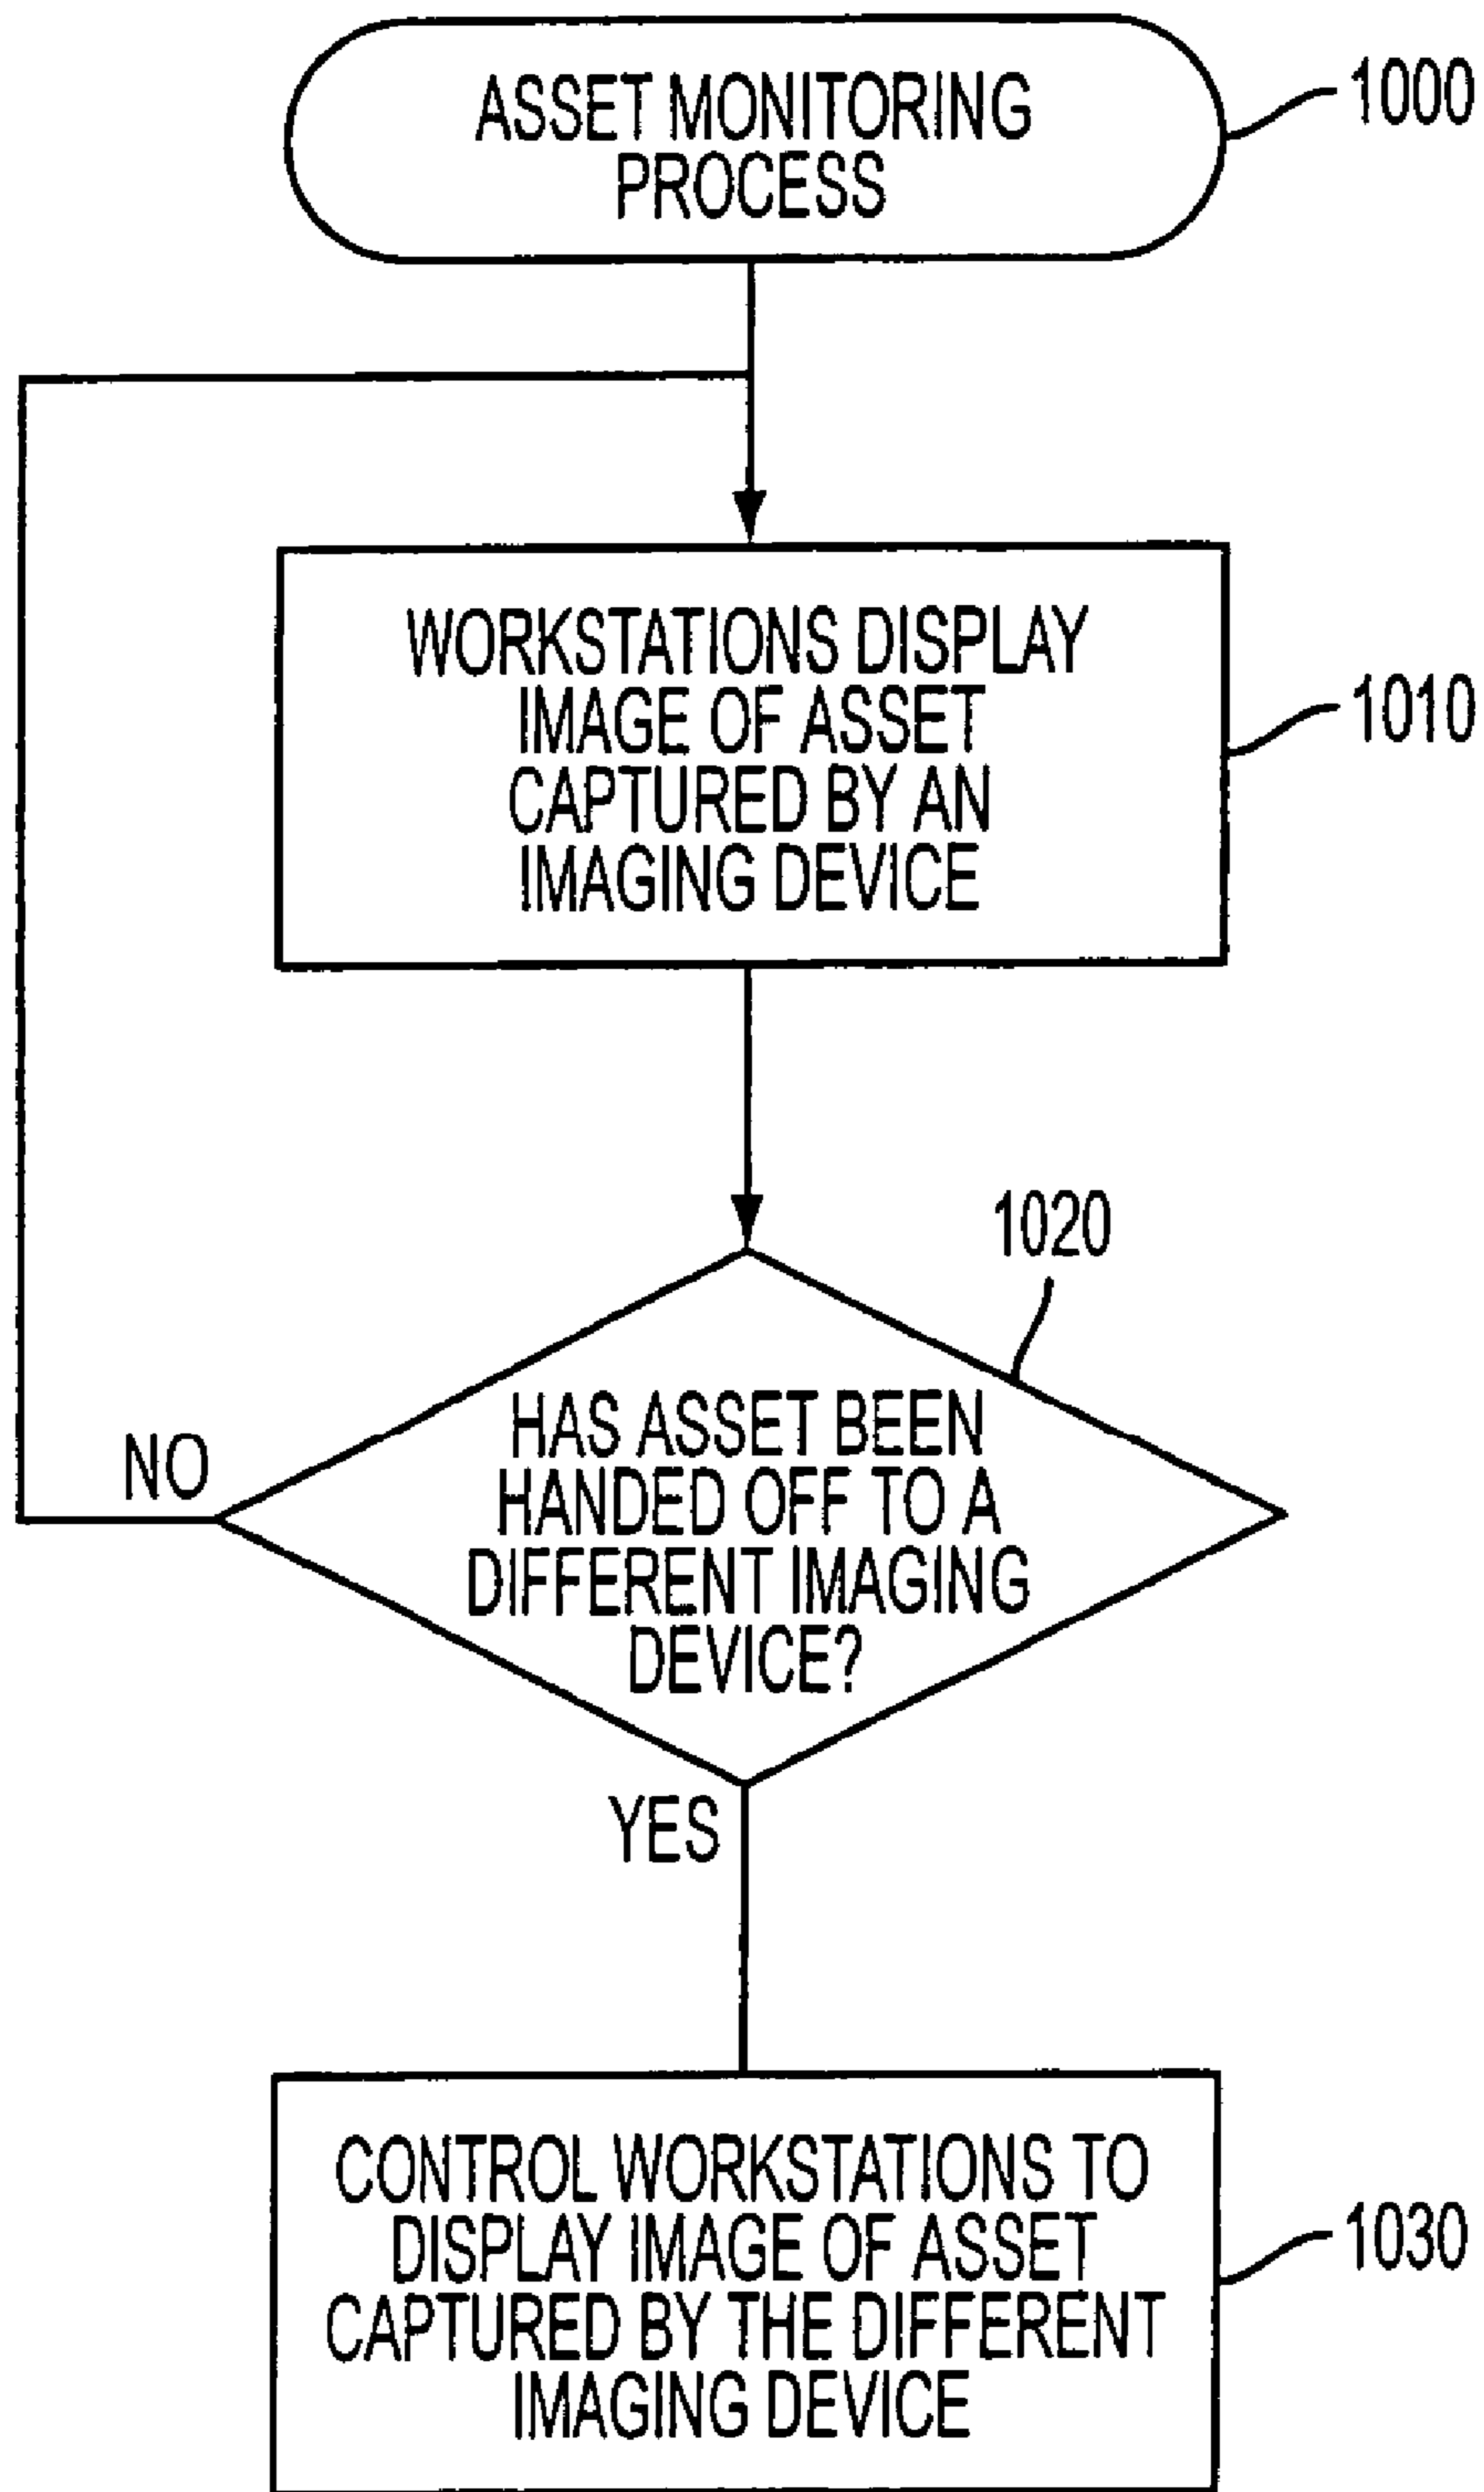 ASSET MONITORING
PROCESS
1000
WORKSTATIONS DISPLAY
IMAGE OF ASSET
CAPTURED BY AN
IMAGING DEVICE
1010
1020
HAS ASSET BEEN
HANDED OFF TO A
DIFFERENT IMAGING
DEVICE?
NO
YES
CONTROL WORKSTATIONS TO
DISPLAY IMAGE OF ASSET
CAPTURED BY THE DIFFERENT
IMAGING DEVICE
1030